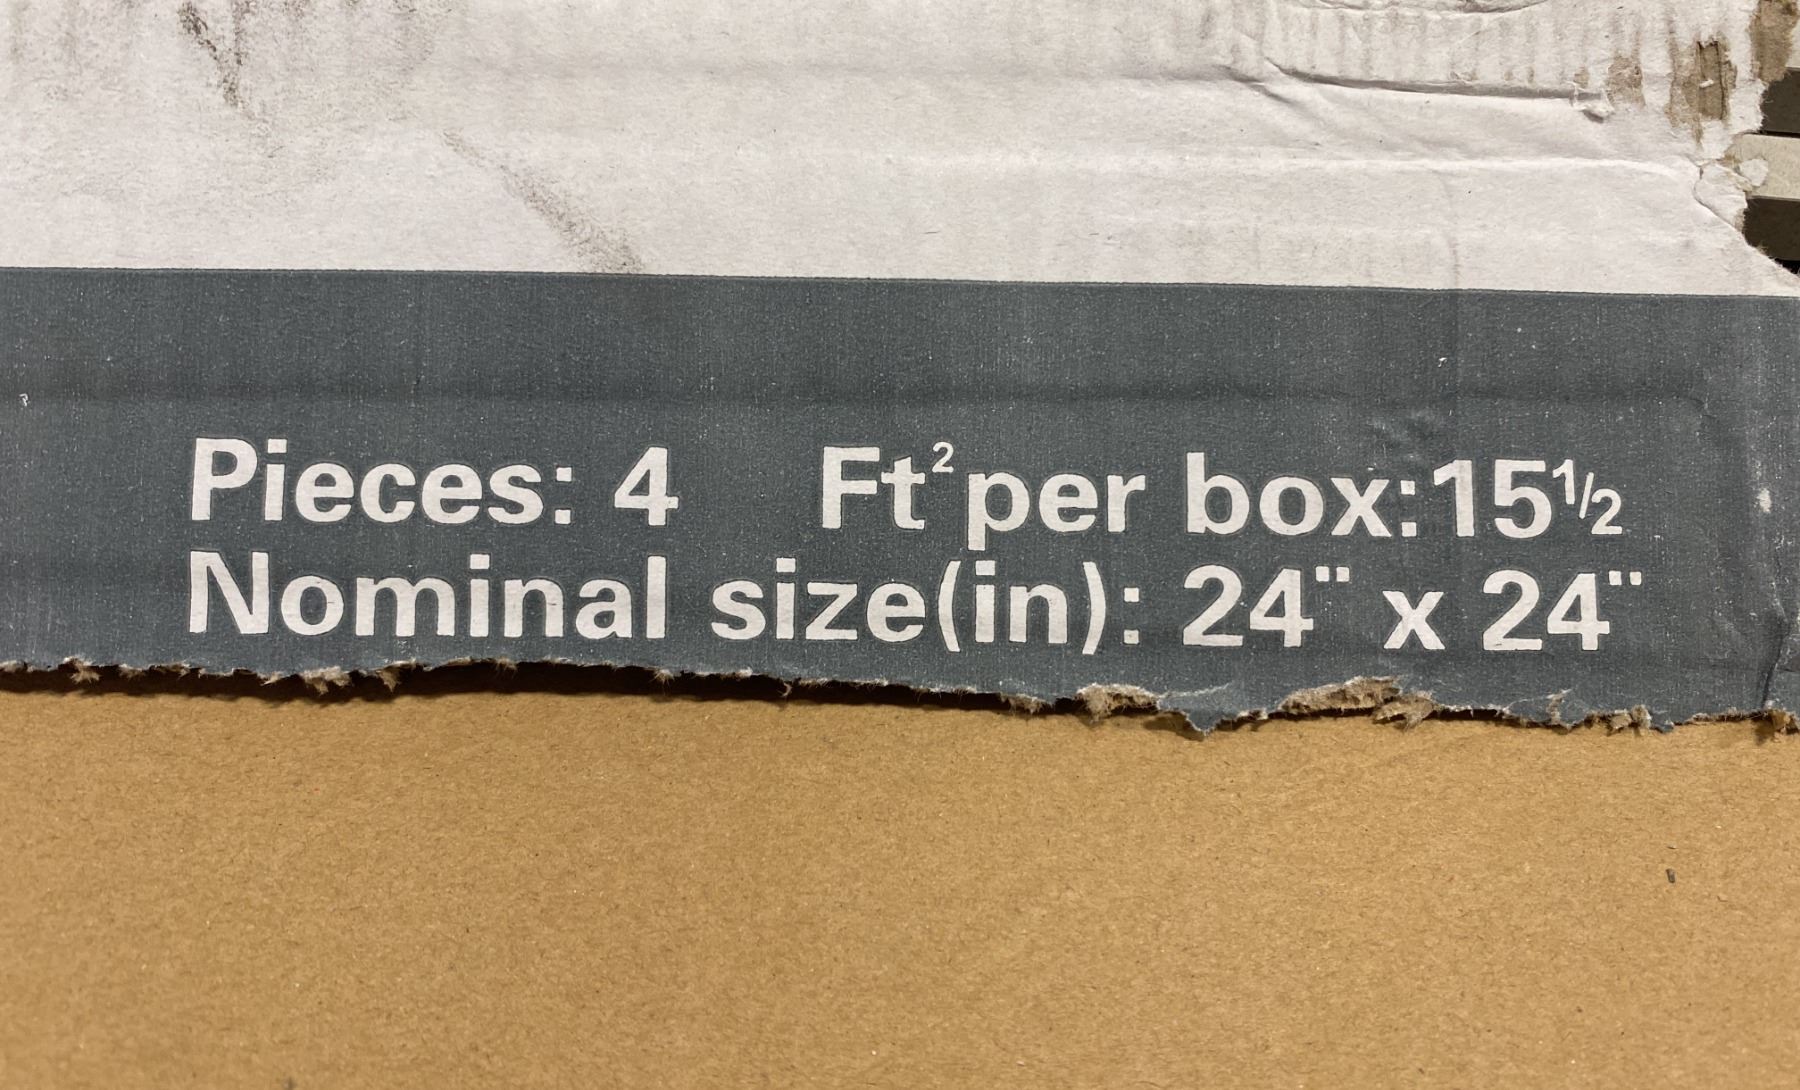 Pieces: 4 Ft² per box:15½
Nominal size(in): 24" x 24"